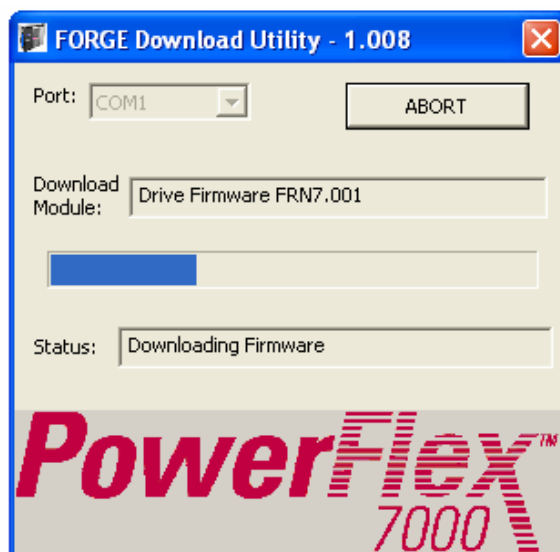 FORGE Download Utility - 1.008
Port: COM1
ABORT
Download
Module: Drive Firmware FRN7.001
Status: Downloading Firmware
PowerFlex™
7000